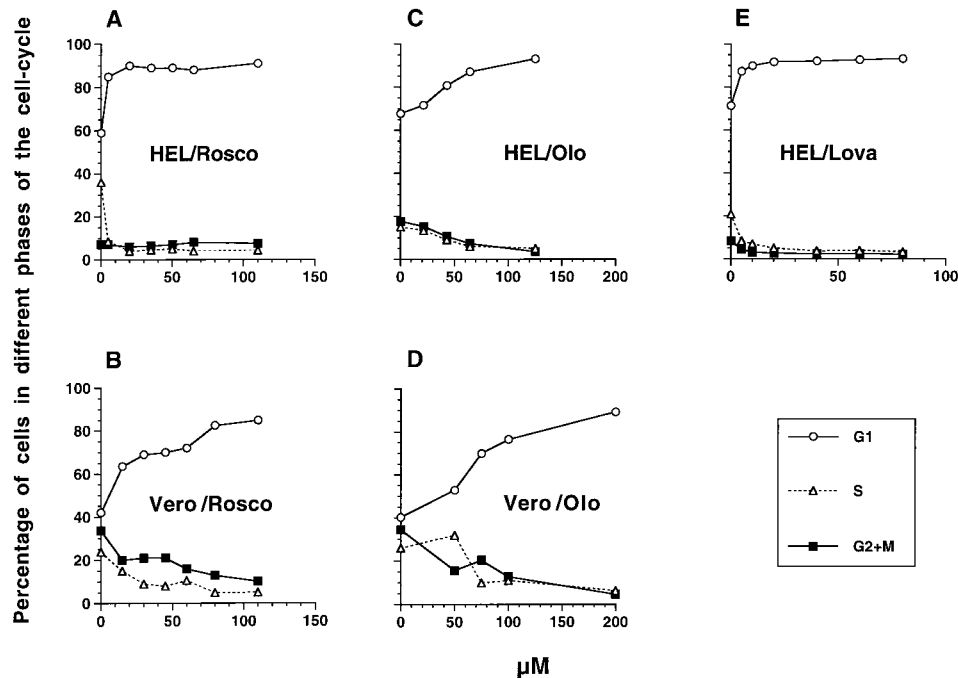 Percentage of cells in different phases of the cell-cycle
A
100
80
60
40
20
0
HEL/Rosco
0 50 100 150
C
HEL/Olo
0 50 100 150 200
E
HEL/Lova
0 100
B
100
80
60
40
20
0
Vero/Rosco
0 50 100 150
D
Vero/Olo
0 50 100 150 200
G1
S
G2+M
µM